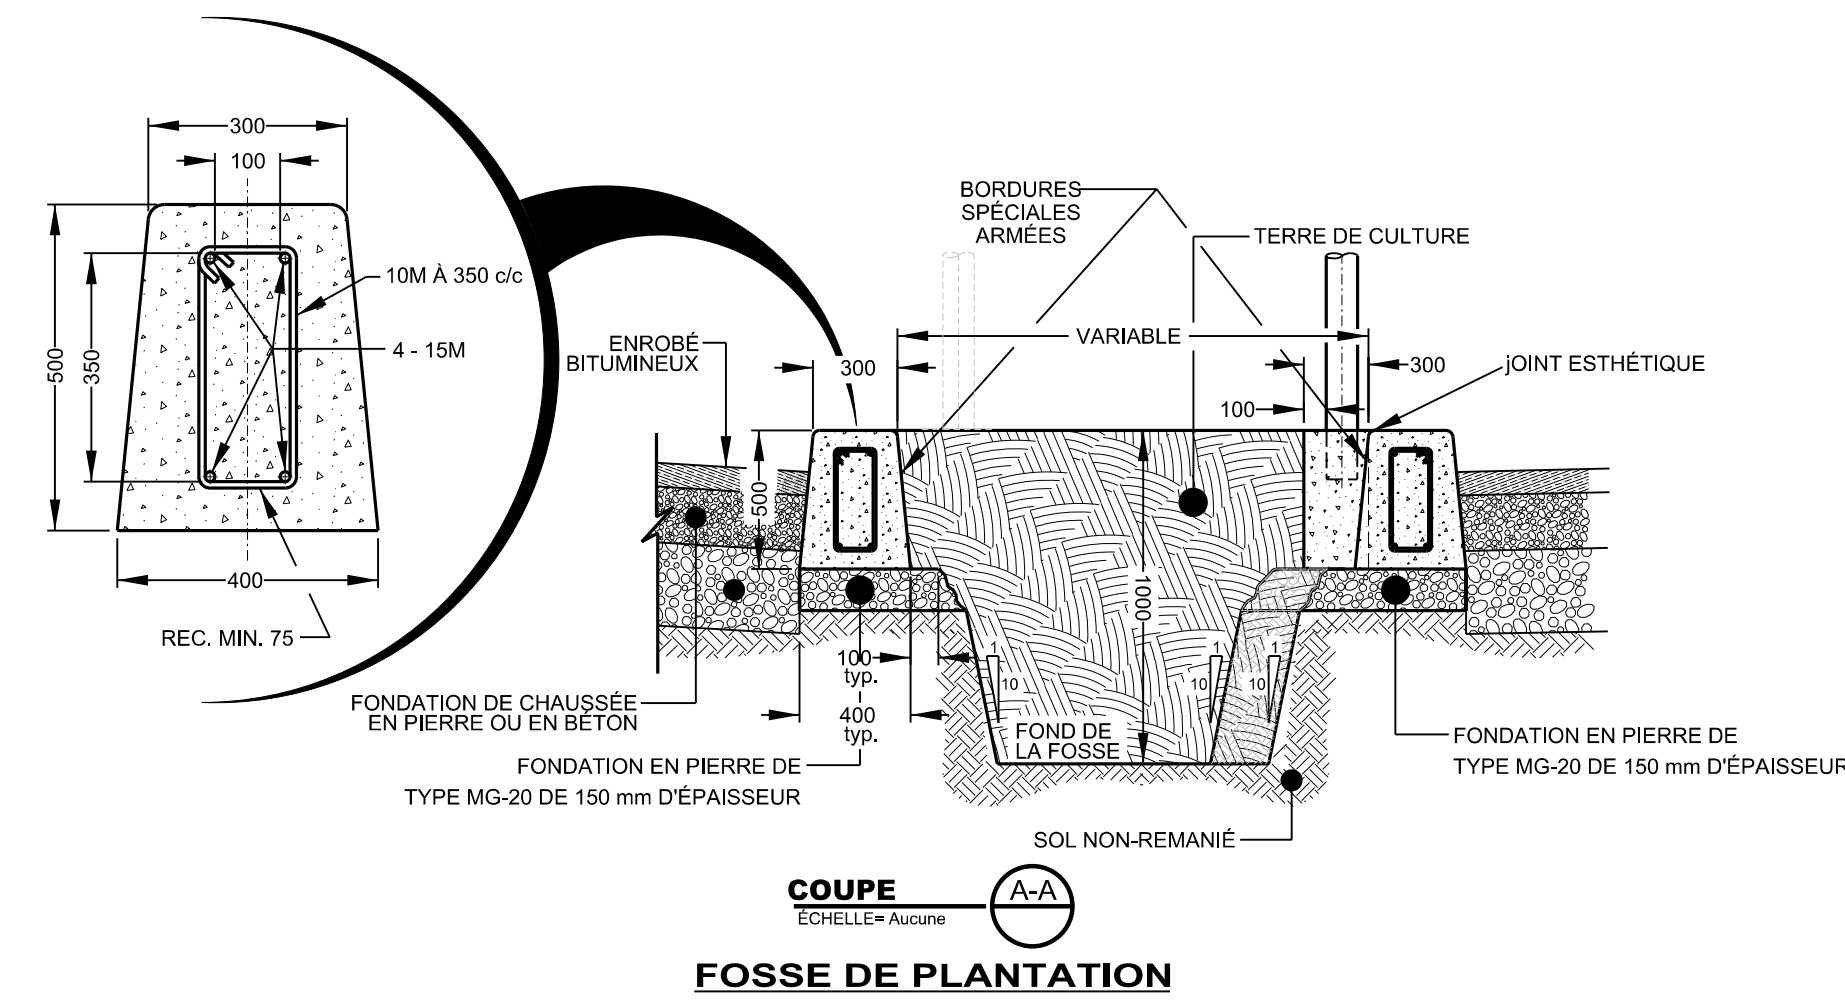 300
100
500
350
10M À 350 c/c
4 - 15M
400
REC. MIN. 75
BORDURES
SPÉCIALES
ARMÉES
TERRE DE CULTURE
ENROBÉ
BITUMINEUX
VARIABLE
300
300
jOINT ESTHÉTIQUE
100
500
1000
100
typ.
400
typ.
1
10
1
10
1
10
FOND DE
LA FOSSE
FONDATION DE CHAUSSÉE
EN PIERRE OU EN BÉTON
FONDATION EN PIERRE DE
TYPE MG-20 DE 150 mm D'ÉPAISSEUR
FONDATION EN PIERRE DE
TYPE MG-20 DE 150 mm D'ÉPAISSEUR
SOL NON-REMANIÉ
COUPE
A-A
ÉCHELLE= Aucune
FOSSE DE PLANTATION